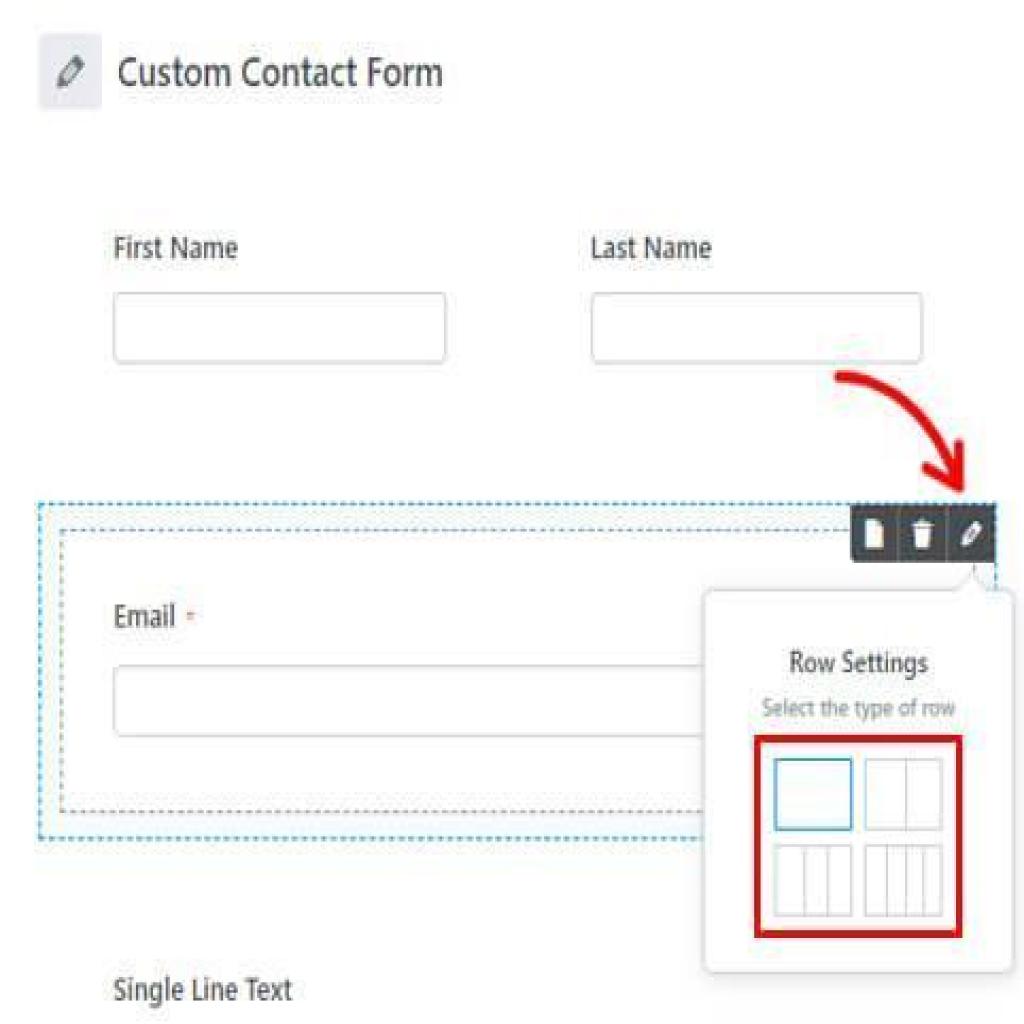 Custom Contact Form
First Name
Last Name
Email *
Row Settings
Select the type of row
Single Line Text